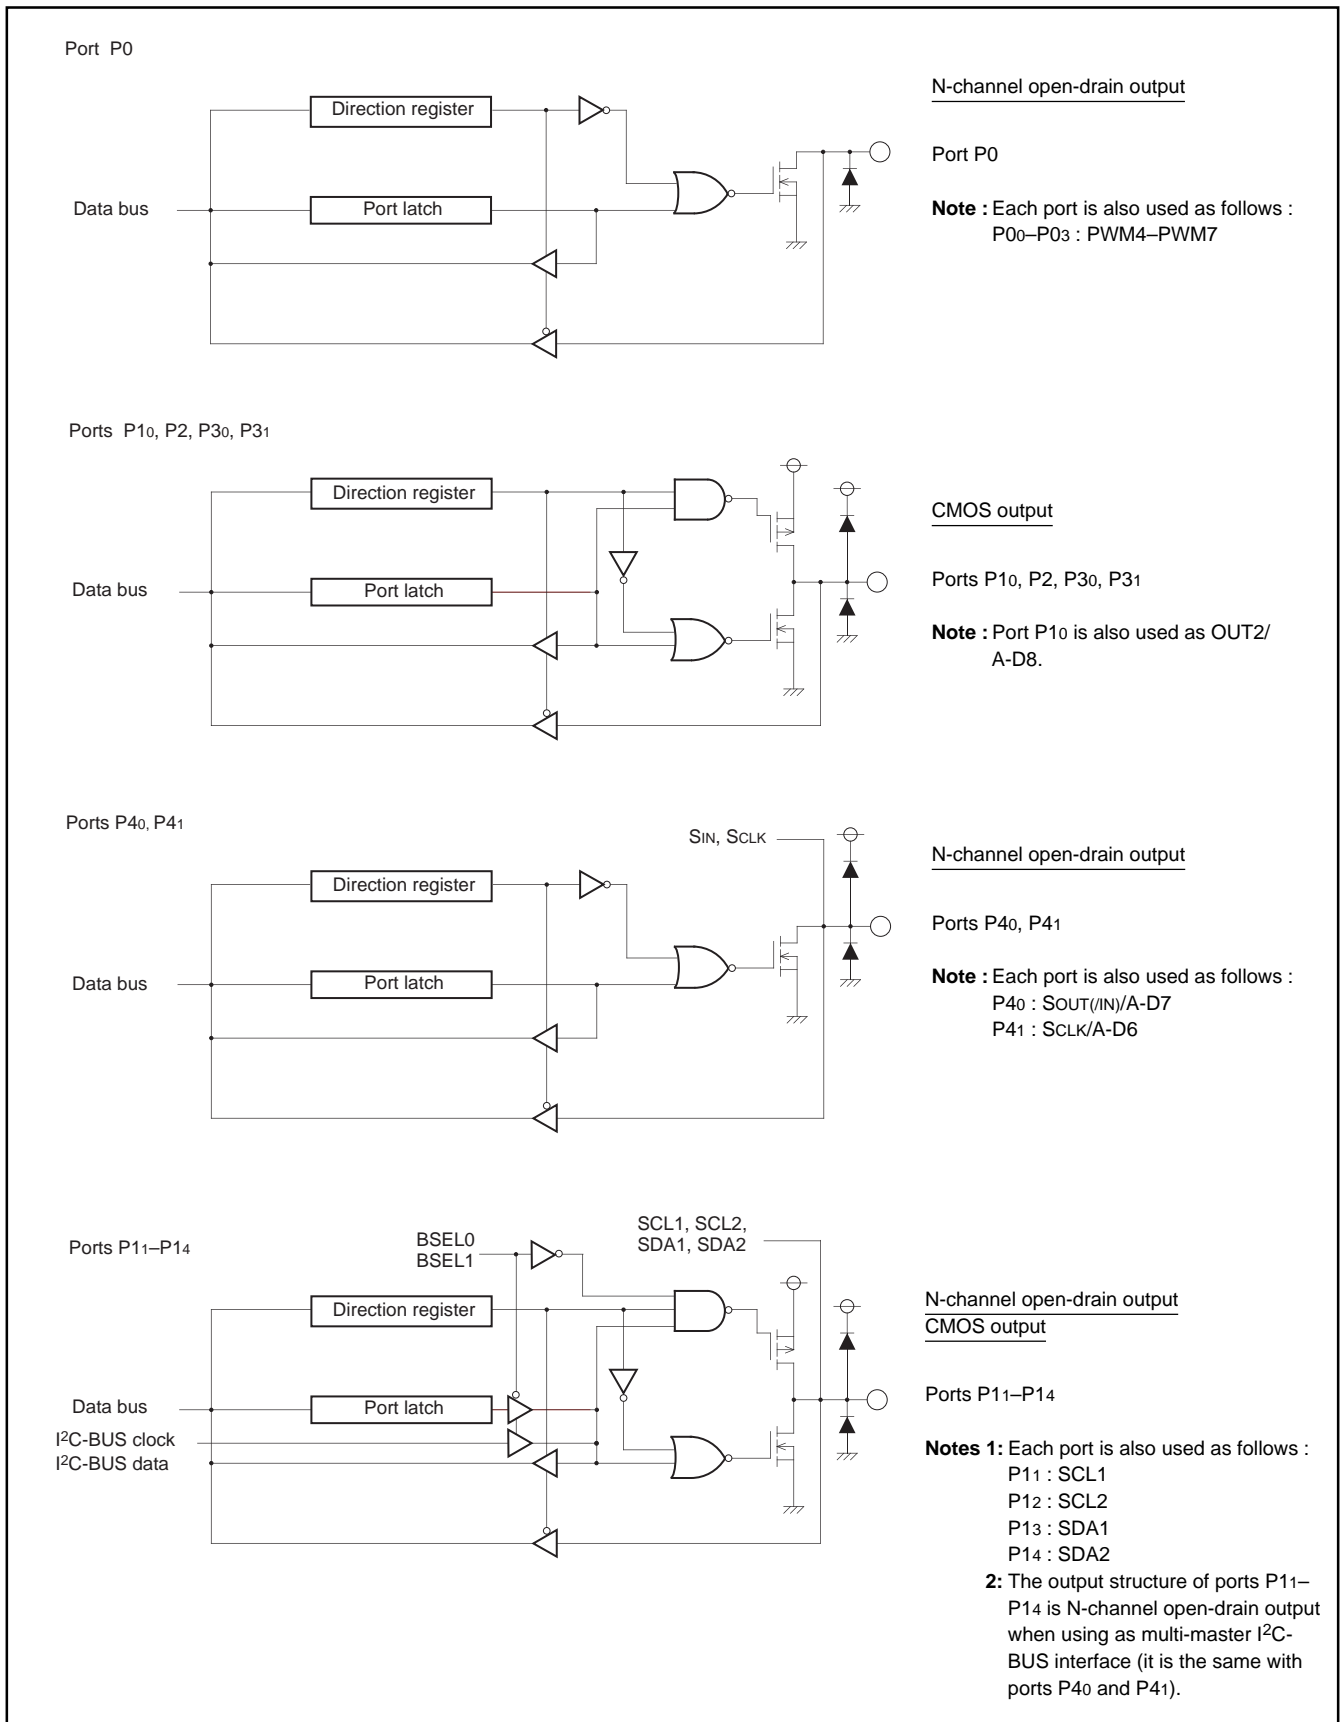 Port P0
Direction register
Port latch
Data bus
N-channel open-drain output
Port P0
Note : Each port is also used as follows :
P00–P03 : PWM4–PWM7
Ports P10, P2, P30, P31
Direction register
Port latch
Data bus
CMOS output
Ports P10, P2, P30, P31
Note : Port P10 is also used as OUT2/
A-D8.
Ports P40, P41
SIN, SCLK
Direction register
Port latch
Data bus
N-channel open-drain output
Ports P40, P41
Note : Each port is also used as follows :
P40 : SOUT(/IN)/A-D7
P41 : SCLK/A-D6
Ports P11–P14
BSEL0
BSEL1
SCL1, SCL2,
SDA1, SDA2
Direction register
Port latch
Data bus
I2C-BUS clock
I2C-BUS data
N-channel open-drain output
CMOS output
Ports P11–P14
Notes 1: Each port is also used as follows :
P11 : SCL1
P12 : SCL2
P13 : SDA1
P14 : SDA2
2: The output structure of ports P11–
P14 is N-channel open-drain output
when using as multi-master I2C-
BUS interface (it is the same with
ports P40 and P41).